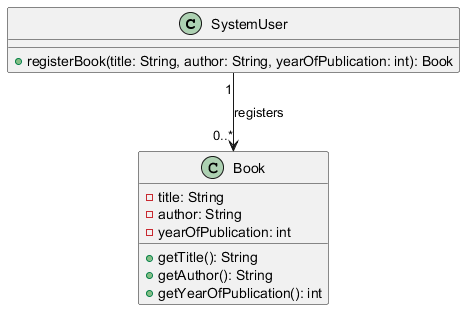 C SystemUser
+ registerBook(title: String, author: String, yearOfPublication: int): Book
1
registers
0..*
C Book
title: String
author: String
yearOfPublication: int
getTitle(): String
getAuthor(): String
getYearOfPublication(): int